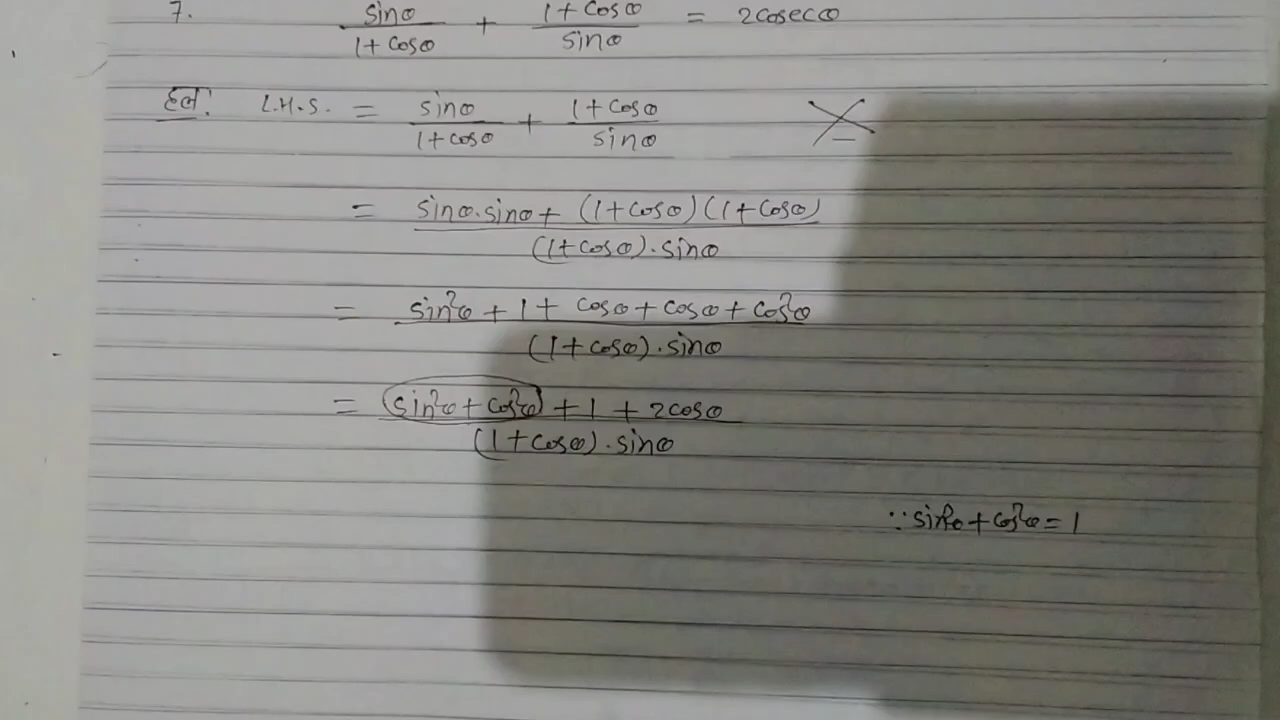 7. sinθ/1+cosθ + 1+cosθ/sinθ = 2cosecθ
हल: L.H.S. = sinθ/1+cosθ + 1+cosθ/sinθ
= sinθ.sinθ+(1+cosθ)(1+cosθ)/(1+cosθ).sinθ
= sin²θ+1+cosθ+cosθ+cos²θ/(1+cosθ).sinθ
= sin²θ+cos²θ+1+2cosθ/(1+cosθ).sinθ
∵sin²θ+cos²θ=1